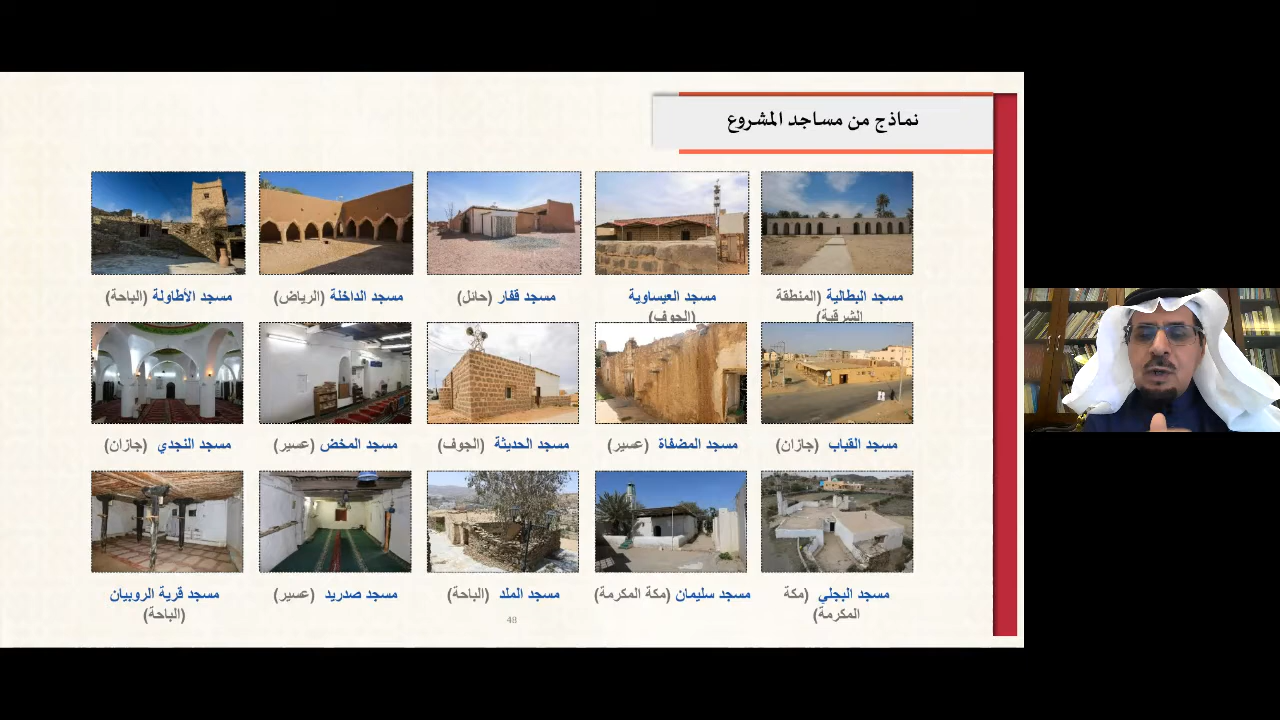 نماذج من مساجد المشروع
مسجد البطالية (المنطقة
الشرقية)
مسجد العيساوية
(الجوف)
مسجد قفار (حائل)
مسجد الداخلة (الرياض)
مسجد الأطاولة (الباحة)
مسجد القباب (جازان)
مسجد المضفاة (عسير)
مسجد الحديثة (الجوف)
مسجد المخض (عسير)
مسجد النجدي (جازان)
مسجد البجلي (مكة
المكرمة)
مسجد سليمان (مكة المكرمة)
مسجد الملد (الباحة)
مسجد صدريد (عسير)
مسجد قرية الروبيان
(الباحة)
48